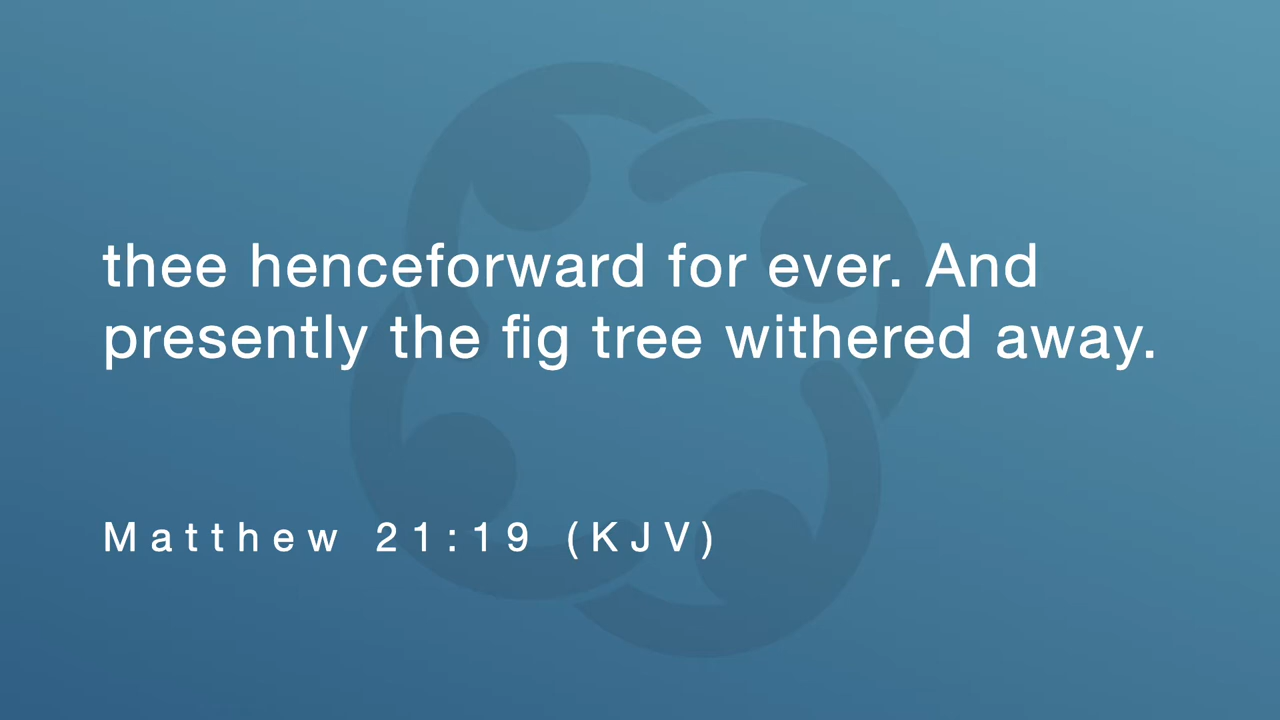 thee henceforward for ever. And
presently the fig tree withered away.
Matthew 21:19 (KJV)